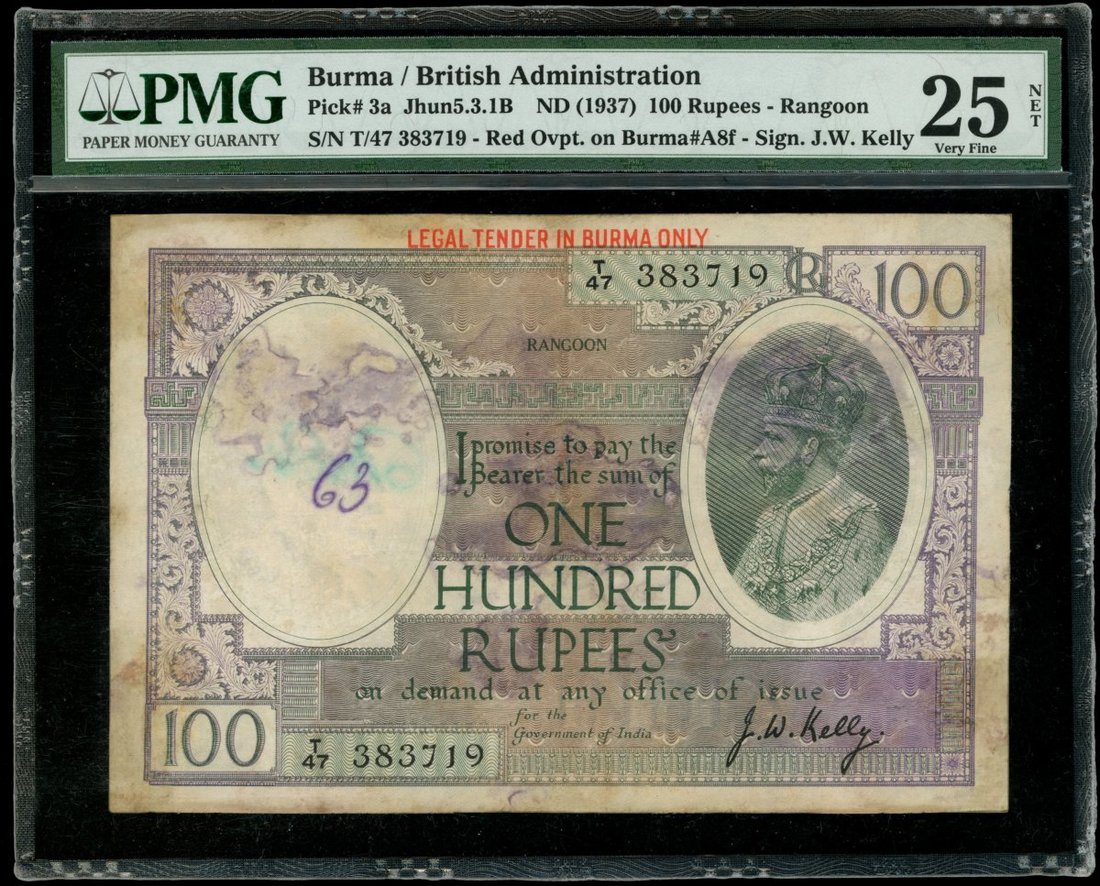 PMG
PAPER MONEY GUARANTY
Burma / British Administration
Pick# 3a Jhun5.3.1B ND (1937) 100 Rupees - Rangoon
S/N T/47 383719 - Red Ovpt. on Burma#A8f - Sign. J.W. Kelly
25
Very Fine
NET
LEGAL TENDER IN BURMA ONLY
T/47 383719
100
RANGOON
63
I promise to pay the
Bearer the sum of
ONE
HUNDRED
RUPEES
on demand at any office of issue
for the
Government of India
J. W. Kelly.
100
T/47 383719